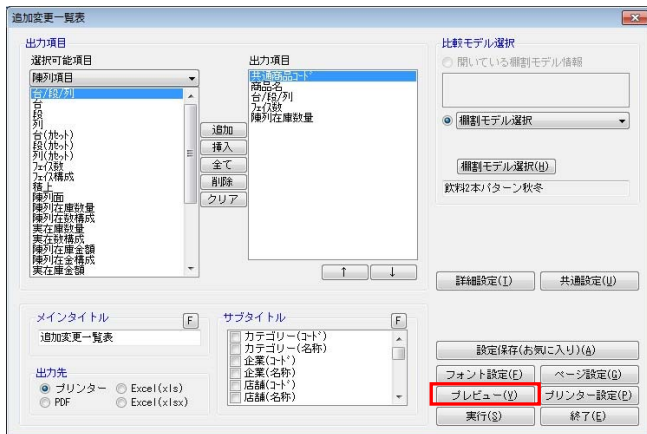 追加変更一覧表
出力項目
選択可能項目
陳列項目
台/段/列
台
段
列
台(ｶｾｯﾄ)
段(ｶｾｯﾄ)
列(ｶｾｯﾄ)
ﾌｪｲｽ数
ﾌｪｲｽ構成
積上
陳列面
陳列在庫数量
陳列在数構成
実在庫数量
実在数構成
陳列在庫金額
陳列在金構成
実在庫金額
追加
挿入
全て
削除
クリア
出力項目
共通商品ｺｰﾄﾞ
商品名
台/段/列
ﾌｪｲｽ数
陳列在庫数量
↑
↓
比較モデル選択
開いている棚割モデル情報
棚割モデル選択
棚割モデル選択(H)
飲料2本パターン秋冬
詳細設定(I)
共通設定(U)
メインタイトル
F
追加変更一覧表
出力先
プリンター
Excel(xls)
PDF
Excel(xlsx)
サブタイトル
F
カテゴリー(ｺｰﾄﾞ)
カテゴリー(名称)
企業(ｺｰﾄﾞ)
企業(名称)
店舗(ｺｰﾄﾞ)
店舗(名称)
設定保存(お気に入り)(A)
フォント設定(F)
ページ設定(G)
プレビュー(V)
プリンター設定(P)
実行(S)
終了(E)